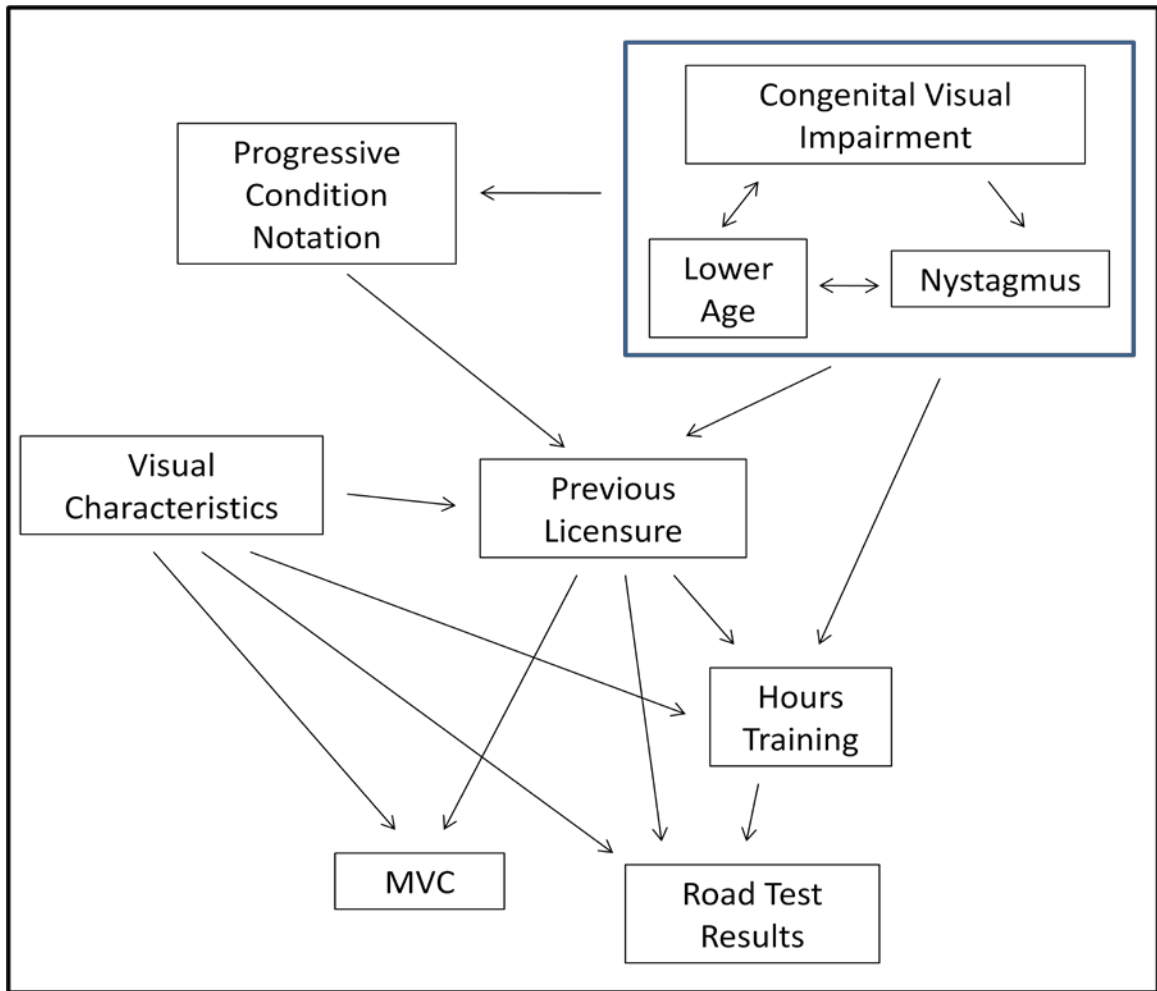 Congenital Visual
Impairment
Progressive
Condition
Notation
Lower
Age
Nystagmus
Visual
Characteristics
Previous
Licensure
Hours
Training
MVC
Road Test
Results